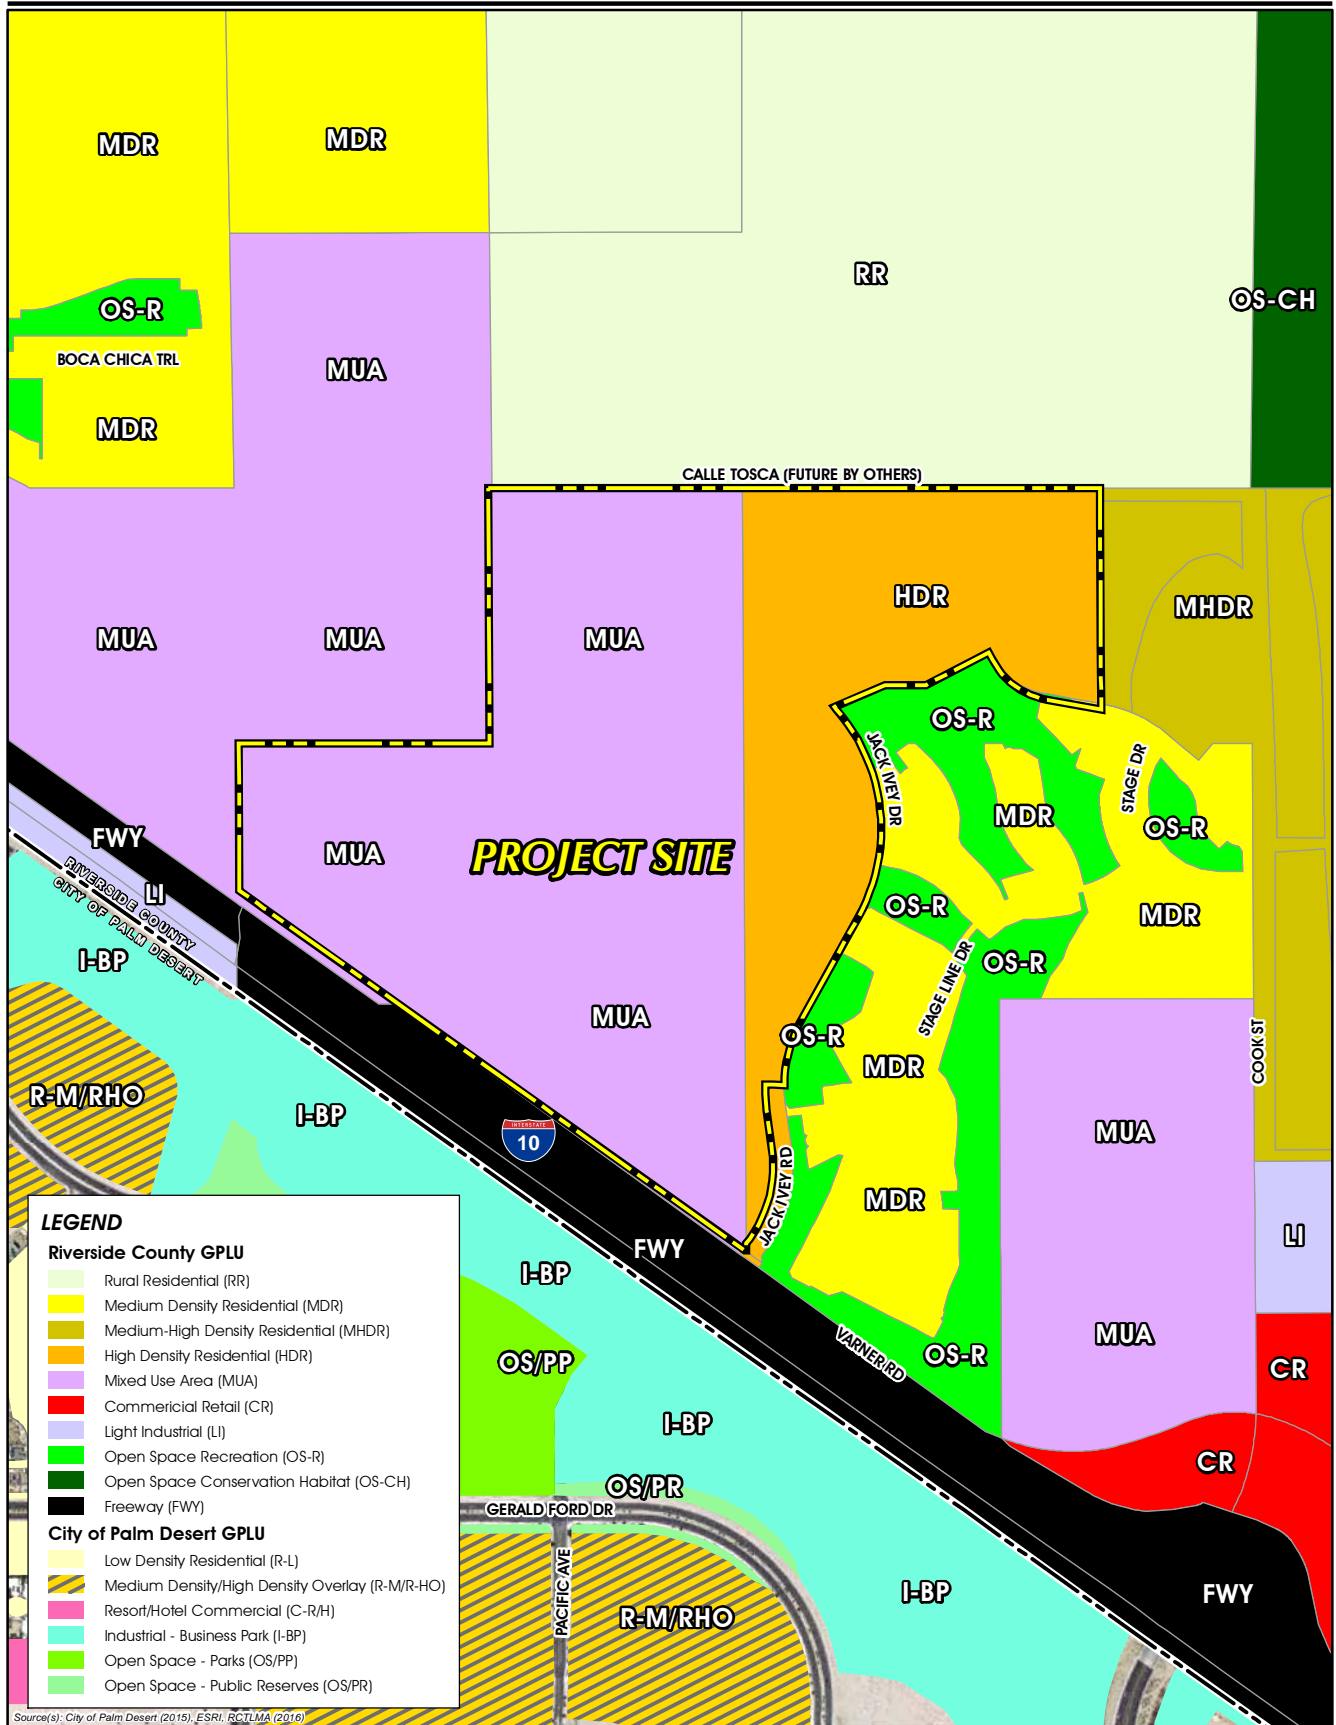 MDR
MDR
RR
OS-CH
OS-R
BOCA CHICA TRL
MUA
MDR
CALLE TOSCA (FUTURE BY OTHERS)
HDR
MHDR
MUA
MUA
MUA
OS-R
JACK IVEY DR
STAGE DR
MDR
OS-R
FWY
MUA
PROJECT SITE
LI
RIVERSIDE COUNTY
CITY OF PALM DESERT
OS-R
MDR
I-BP
STAGE LINE DR
OS-R
MUA
OS-R
MDR
COOK ST
R-M/RHO
I-BP
INTERSTATE
10
MUA
JACK IVEY RD
MDR
LI
FWY
I-BP
MUA
VARNER RD
OS-R
OS/PP
CR
I-BP
CR
OS/PR
GERALD FORD DR
PACIFIC AVE
I-BP
FWY
R-M/RHO
LEGEND
Riverside County GPLU
Rural Residential (RR)
Medium Density Residential (MDR)
Medium-High Density Residential (MHDR)
High Density Residential (HDR)
Mixed Use Area (MUA)
Commericial Retail (CR)
Light Industrial (LI)
Open Space Recreation (OS-R)
Open Space Conservation Habitat (OS-CH)
Freeway (FWY)
City of Palm Desert GPLU
Low Density Residential (R-L)
Medium Density/High Density Overlay (R-M/R-HO)
Resort/Hotel Commercial (C-R/H)
Industrial - Business Park (I-BP)
Open Space - Parks (OS/PP)
Open Space - Public Reserves (OS/PR)
Source(s): City of Palm Desert (2015), ESRI, RCTLMA (2016)